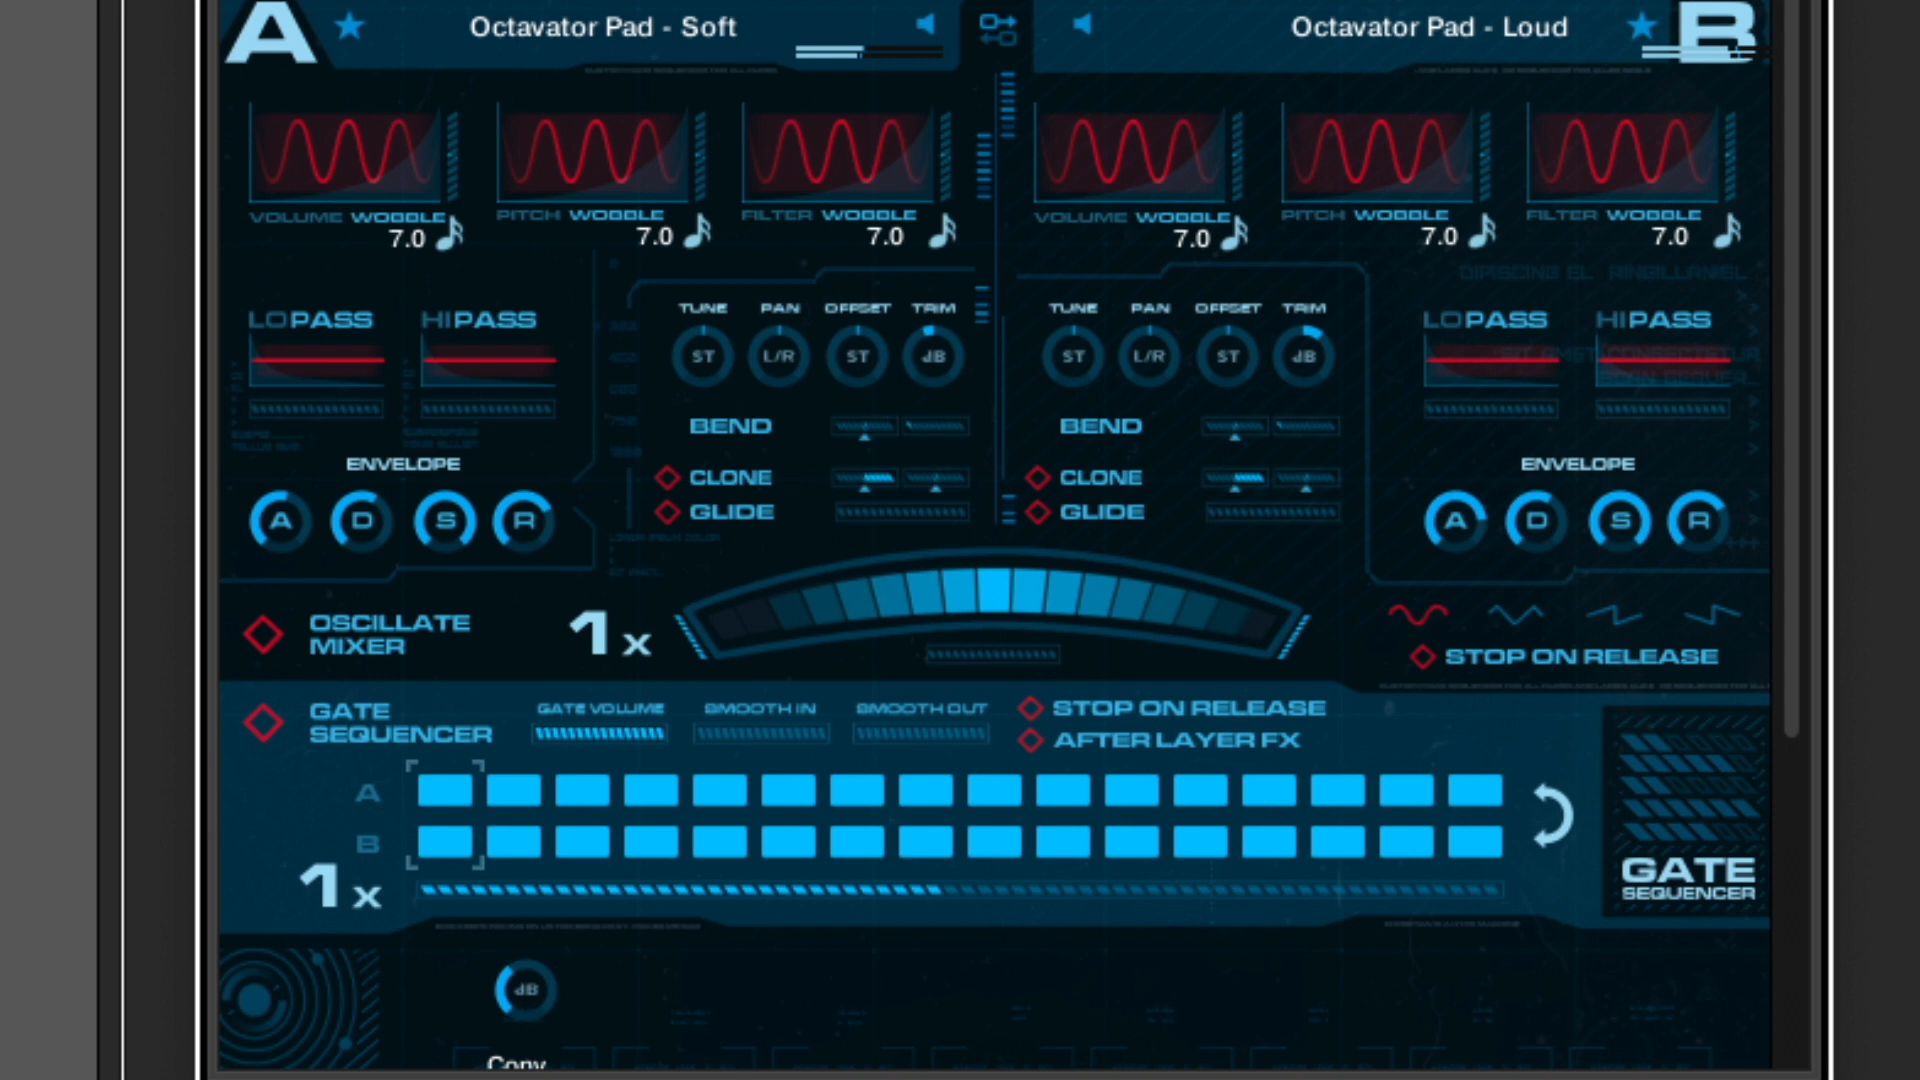 A Octavator Pad - Soft Octavator Pad - Loud B
VOLUME WOBBLE PITCH WOBBLE FILTER WOBBLE VOLUME WOBBLE PITCH WOBBLE FILTER WOBBLE
7.0 7.0 7.0 7.0 7.0 7.0
TUNE PAN OFFSET TRIM TUNE PAN OFFSET TRIM
LOPASS HIPASS LOPASS HIPASS
ST L/R ST dB ST L/R ST dB
BEND BEND
ENVELOPE ENVELOPE
CLONE CLONE
GLIDE GLIDE
A D S R A D S R
OSCILLATE
MIXER
1x
STOP ON RELEASE
GATE
SEQUENCER
GATE VOLUME SMOOTH IN SMOOTH OUT
STOP ON RELEASE
AFTER LAYER FX
A
B
1x
GATE
SEQUENCER
dB
Copy